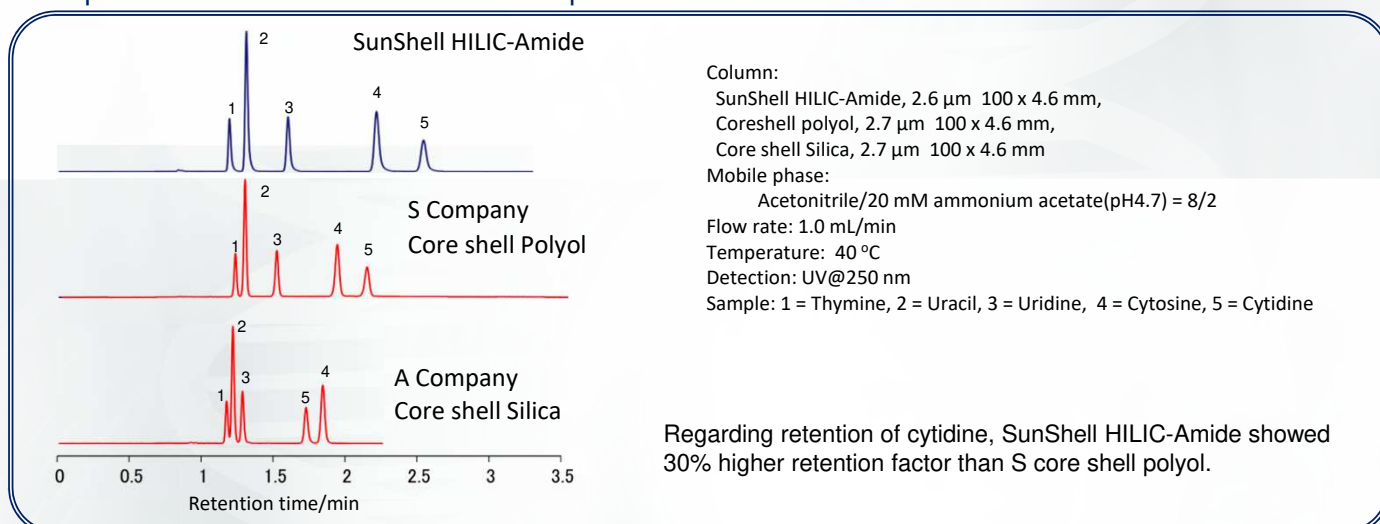 SunShell HILIC-Amide
1
2
3
4
5
S Company
Core shell Polyol
1
2
3
4
5
A Company
Core shell Silica
1
2
3
5
4
0 0.5 1 1.5 2 2.5 3 3.5
Retention time/min
Column:
SunShell HILIC-Amide, 2.6 µm 100 x 4.6 mm,
Coreshell polyol, 2.7 µm 100 x 4.6 mm,
Core shell Silica, 2.7 µm 100 x 4.6 mm
Mobile phase:
Acetonitrile/20 mM ammonium acetate(pH4.7) = 8/2
Flow rate: 1.0 mL/min
Temperature: 40 °C
Detection: UV@250 nm
Sample: 1 = Thymine, 2 = Uracil, 3 = Uridine, 4 = Cytosine, 5 = Cytidine
Regarding retention of cytidine, SunShell HILIC-Amide showed
30% higher retention factor than S core shell polyol.